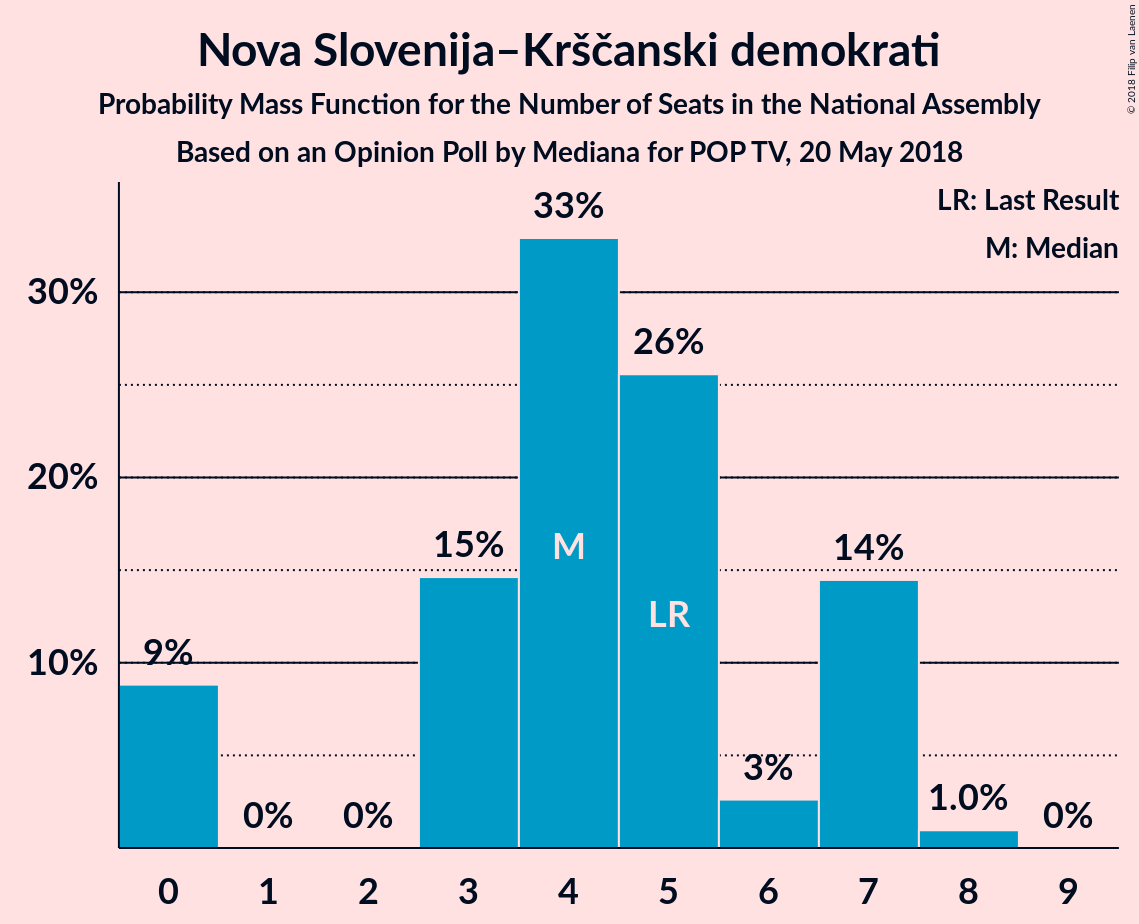 Nova Slovenija–Krščanski demokrati
Probability Mass Function for the Number of Seats in the National Assembly
Based on an Opinion Poll by Mediana for POP TV, 20 May 2018
© 2018 Filip van Laenen
LR: Last Result
M: Median
33%
30%
26%
20%
15%
M
14%
LR
9%
10%
3%
1.0%
0%
0%
0%
0 1 2 3 4 5 6 7 8 9